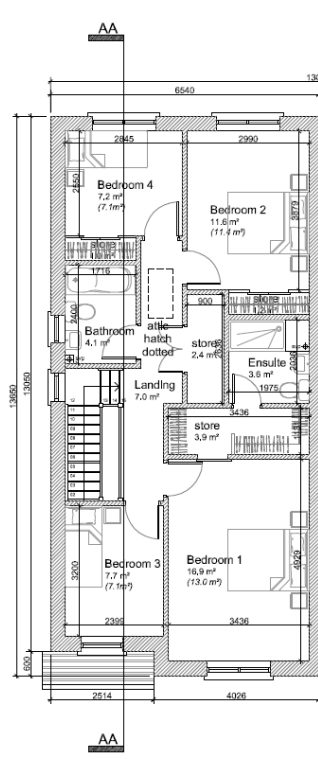 AA
13
6540
2845
2990
2550
Bedroom 4
7,2 m²
(7.1m²)
Bedroom 2
11.6 m²
(11.4 m²)
3879
store
1716
900
store
attic
hatch
dotted
2400
Bathroom
4.1 m²
store
2,4 m²
Ensuite
3.6 m²
2036
1975
Landing
7.0 m²
3436
store
3,9 m²
13650
13050
3200
Bedroom 3
7.7 m²
(7.1m²)
Bedroom 1
16,9 m²
(13.0 m²)
4929
2399
3436
600
2514
4026
AA